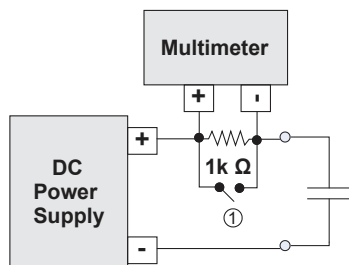 Multimeter
+ -
DC
Power
Supply
+
-
1k Ω
①